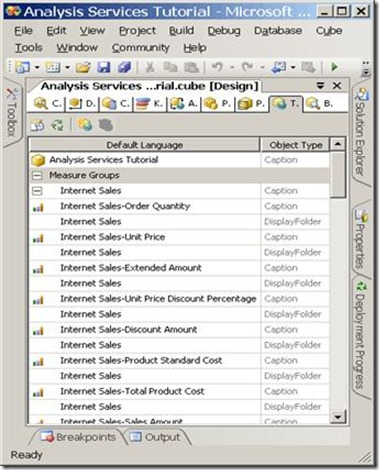 Analysis Services Tutorial - Microsoft ...
File Edit View Project Build Debug Database Cube
Tools Window Community Help
Analysis Services ...rial.cube [Design]
C. D. C. K. A. P. P. T. B.
Default Language Object Type
Analysis Services Tutorial Caption
Measure Groups
Internet Sales Caption
Internet Sales-Order Quantity Caption
Internet Sales DisplayFolder
Internet Sales-Unit Price Caption
Internet Sales DisplayFolder
Internet Sales-Extended Amount Caption
Internet Sales DisplayFolder
Internet Sales-Unit Price Discount Percentage Caption
Internet Sales DisplayFolder
Internet Sales-Discount Amount Caption
Internet Sales DisplayFolder
Internet Sales-Product Standard Cost Caption
Internet Sales DisplayFolder
Internet Sales-Total Product Cost Caption
Internet Sales DisplayFolder
Internet Sales-Sales Amount Caption
Toolbox
Solution Explorer
Properties
Deployment Progress
Breakpoints Output
Ready